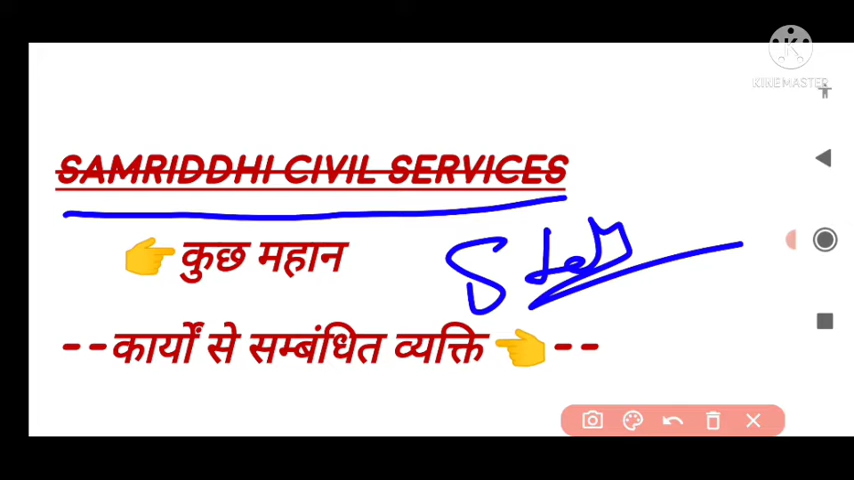 KINEMASTER
SAMRIDDHI CIVIL SERVICES
👉कुछ महान
--कार्यों से सम्बंधित व्यक्ति👈--